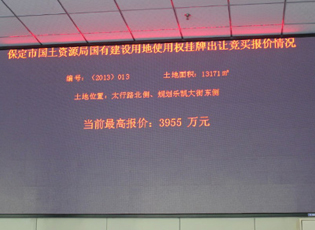 保定市国土资源局国有建设用地使用权挂牌出让竞买报价情况
编号：（2013）013 土地面积：13171㎡
土地位置：太行路北侧、规划乐凯大街东侧
当前最高报价：3955 万元